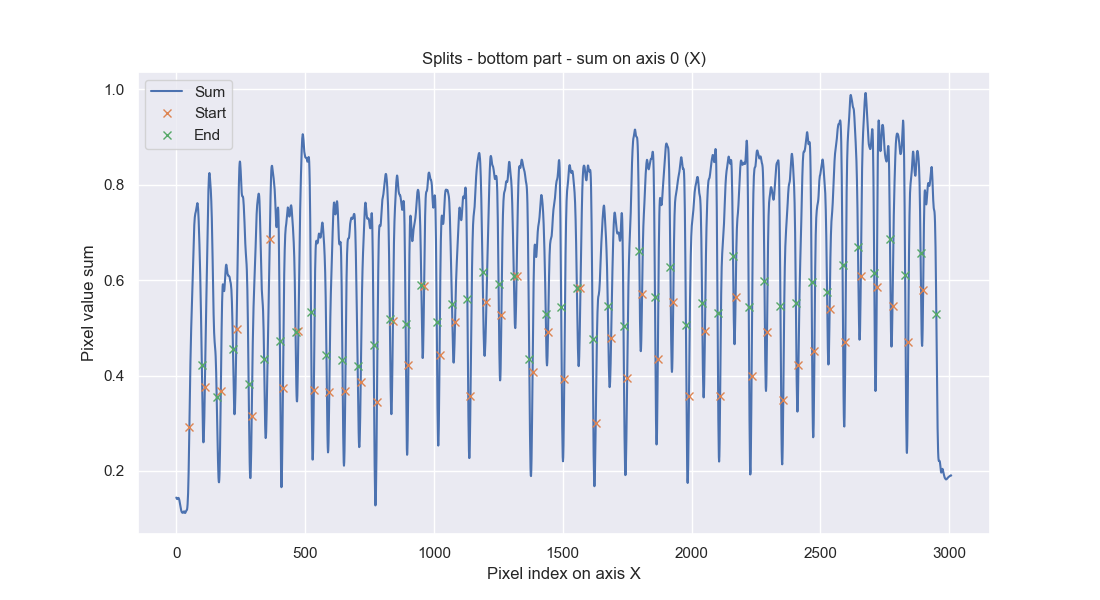 Splits - bottom part - sum on axis 0 (X)
Sum
Start
End
Pixel value sum
1.0
0.8
0.6
0.4
0.2
0 500 1000 1500 2000 2500 3000
Pixel index on axis X